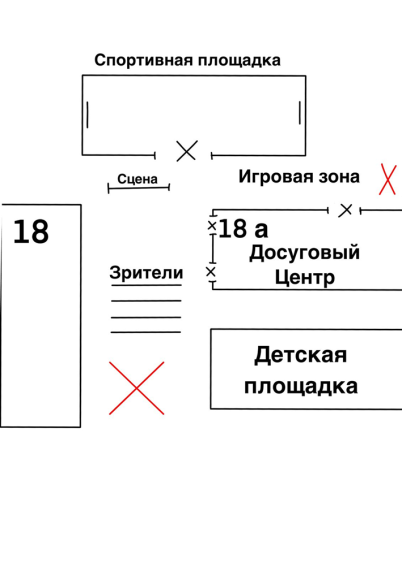 Спортивная площадка
Сцена
Игровая зона
18
18 а
Досуговый
Центр
Зрители
Детская
площадка